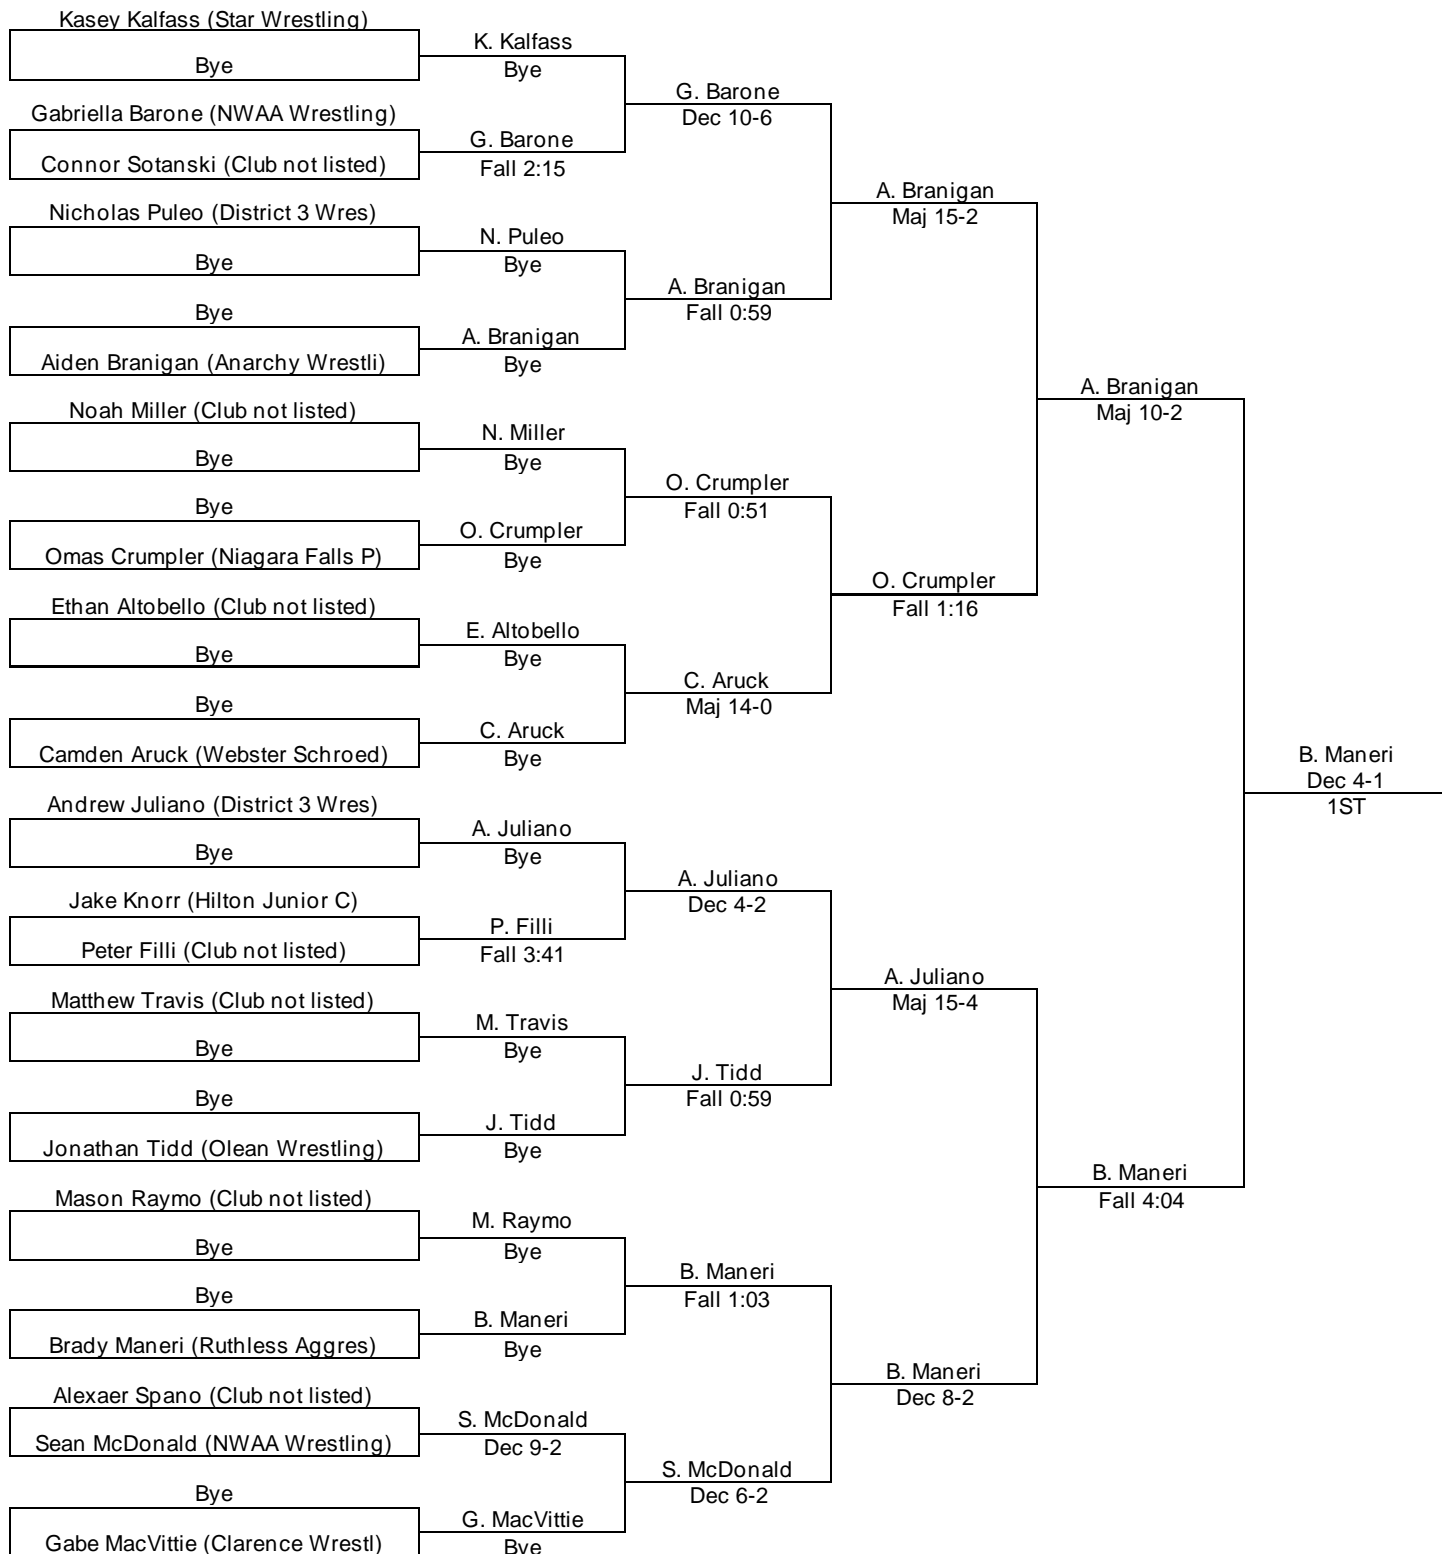 Kasey Kalfass (Star Wrestling)
Bye
Gabriella Barone (NWAA Wrestling)
Connor Sotanski (Club not listed)
Nicholas Puleo (District 3 Wres)
Bye
Bye
Aiden Branigan (Anarchy Wrestli)
Noah Miller (Club not listed)
Bye
Bye
Omas Crumpler (Niagara Falls P)
Ethan Altobello (Club not listed)
Bye
Bye
Camden Aruck (Webster Schroed)
Andrew Juliano (District 3 Wres)
Bye
Jake Knorr (Hilton Junior C)
Peter Filli (Club not listed)
Matthew Travis (Club not listed)
Bye
Bye
Jonathan Tidd (Olean Wrestling)
Mason Raymo (Club not listed)
Bye
Bye
Brady Maneri (Ruthless Aggres)
Alexaer Spano (Club not listed)
Sean McDonald (NWAA Wrestling)
Bye
Gabe MacVittie (Clarence Wrestl)
K. Kalfass
Bye
G. Barone
Fall 2:15
N. Puleo
Bye
A. Branigan
Bye
N. Miller
Bye
O. Crumpler
Bye
E. Altobello
Bye
C. Aruck
Bye
A. Juliano
Bye
P. Filli
Fall 3:41
M. Travis
Bye
J. Tidd
Bye
M. Raymo
Bye
B. Maneri
Bye
S. McDonald
Dec 9-2
G. MacVittie
Bye
G. Barone
Dec 10-6
A. Branigan
Fall 0:59
O. Crumpler
Fall 0:51
C. Aruck
Maj 14-0
A. Juliano
Dec 4-2
J. Tidd
Fall 0:59
B. Maneri
Fall 1:03
S. McDonald
Dec 6-2
A. Branigan
Maj 15-2
O. Crumpler
Fall 1:16
A. Juliano
Maj 15-4
B. Maneri
Dec 8-2
A. Branigan
Maj 10-2
B. Maneri
Fall 4:04
B. Maneri
Dec 4-1
1ST